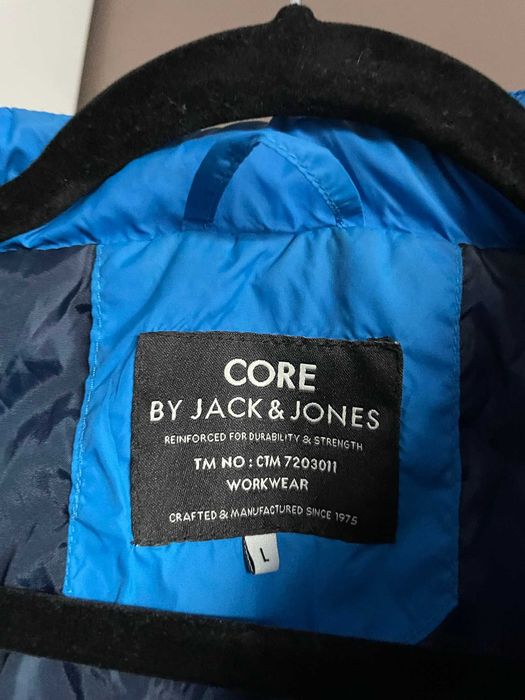 CORE
BY JACK & JONES
REINFORCED FOR DURABILITY & STRENGTH
TM NO : CTM 7203011
WORKWEAR
CRAFTED & MANUFACTURED SINCE 1975
L